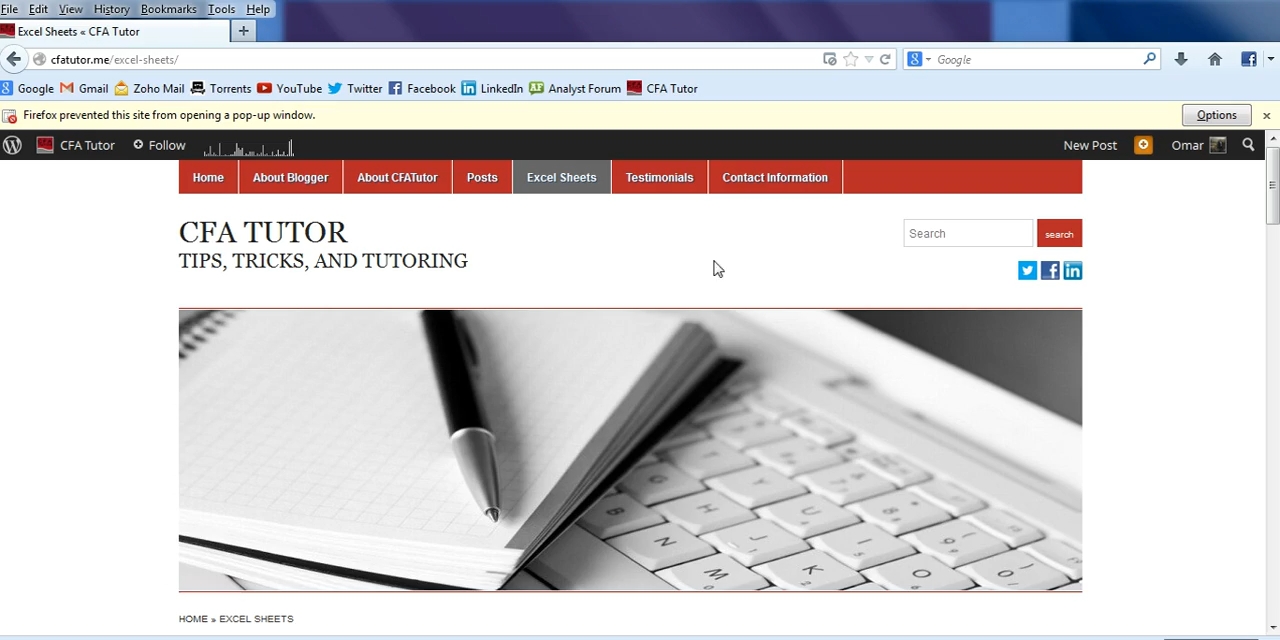 File Edit View History Bookmarks Tools Help
Excel Sheets « CFA Tutor
cfatutor.me/excel-sheets/
Google
Google Gmail Zoho Mail Torrents YouTube Twitter Facebook LinkedIn Analyst Forum CFA Tutor
Firefox prevented this site from opening a pop-up window.
Options
CFA Tutor Follow New Post Omar
Home About Blogger About CFATutor Posts Excel Sheets Testimonials Contact Information
CFA TUTOR
TIPS, TRICKS, AND TUTORING
Search search
HOME » EXCEL SHEETS